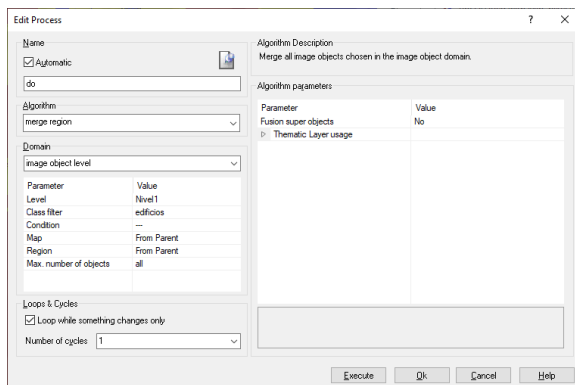 Edit Process
? ×
Name
Automatic
do
Algorithm
merge region
Domain
image object level
Parameter Value
Level Nivel1
Class filter edificios
Condition ---
Map From Parent
Region From Parent
Max. number of objects all
Loops & Cycles
Loop while something changes only
Number of cycles 1
Algorithm Description
Merge all image objects chosen in the image object domain.
Algorithm parameters
Parameter Value
Fusion super objects No
Thematic Layer usage
Execute Ok Cancel Help